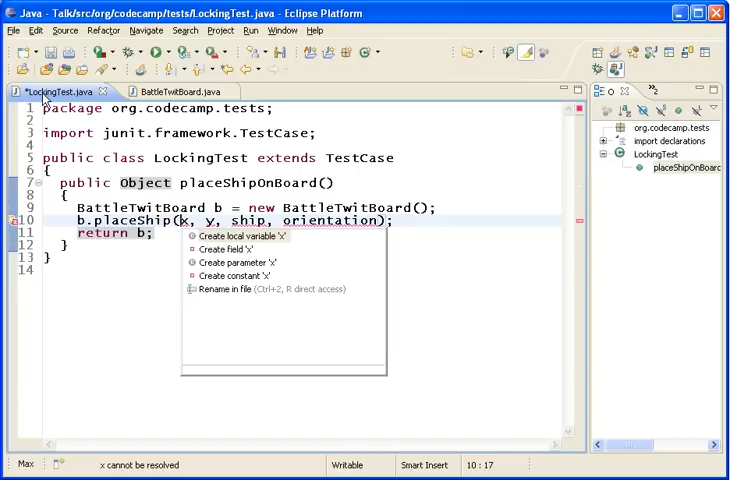 Java - Talk/src/org/codecamp/tests/LockingTest.java - Eclipse Platform
File Edit Source Refactor Navigate Search Project Run Window Help
*LockingTest.java BattleTwitBoard.java
1 package org.codecamp.tests;
2
3 import junit.framework.TestCase;
4
5 public class LockingTest extends TestCase
6 {
7 public Object placeShipOnBoard()
8 {
9 BattleTwitBoard b = new BattleTwitBoard();
10 b.placeShip(x, y, ship, orientation);
11 return b;
12 }
13 }
14
Create local variable 'x'
Create field 'x'
Create parameter 'x'
Create constant 'x'
Rename in file (Ctrl+2, R direct access)
O
2
org.codecamp.tests
import declarations
LockingTest
placeShipOnBoard
Max x cannot be resolved Writable Smart Insert 10 : 17